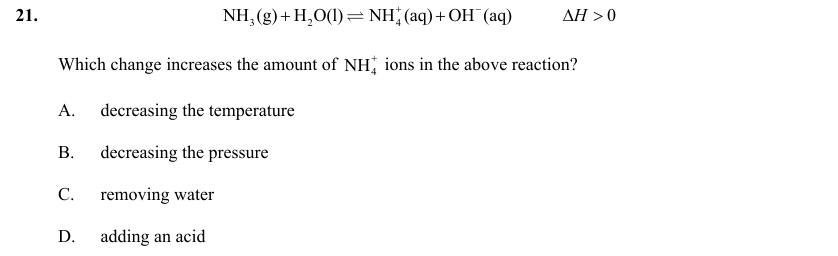 21. NH₃(g) + H₂O(l) ⇌ NH₄⁺(aq) + OH⁻(aq) ΔH > 0
Which change increases the amount of NH₄⁺ ions in the above reaction?
A. decreasing the temperature
B. decreasing the pressure
C. removing water
D. adding an acid